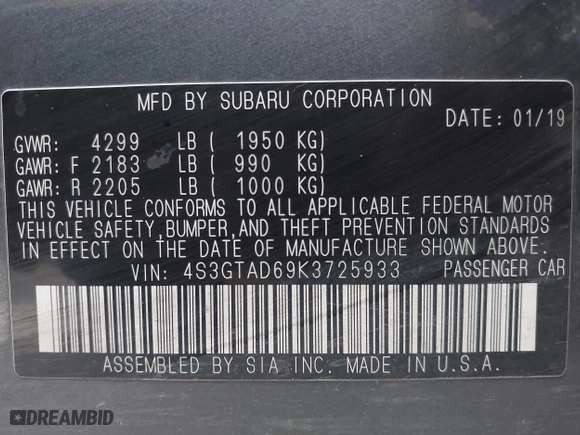 MFD BY SUBARU CORPORATION
DATE: 01/19
GVWR: 4299 LB ( 1950 KG)
GAWR: F 2183 LB ( 990 KG)
GAWR: R 2205 LB ( 1000 KG)
THIS VEHICLE CONFORMS TO ALL APPLICABLE FEDERAL MOTOR
VEHICLE SAFETY,BUMPER,AND THEFT PREVENTION STANDARDS
IN EFFECT ON THE DATE OF MANUFACTURE SHOWN ABOVE.
VIN: 4S3GTAD69K3725933 PASSENGER CAR
ASSEMBLED BY SIA INC. MADE IN U.S.A.
DREAMBID